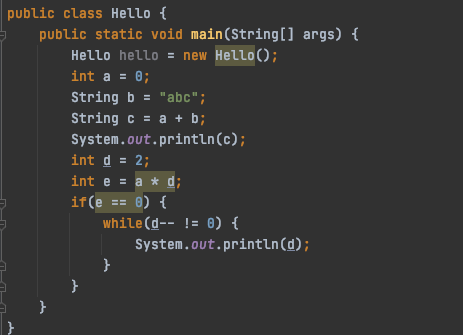 public class Hello {
    public static void main(String[] args) {
        Hello hello = new Hello();
        int a = 0;
        String b = "abc";
        String c = a + b;
        System.out.println(c);
        int d = 2;
        int e = a * d;
        if(e == 0) {
            while(d-- != 0) {
                System.out.println(d);
            }
        }
    }
}